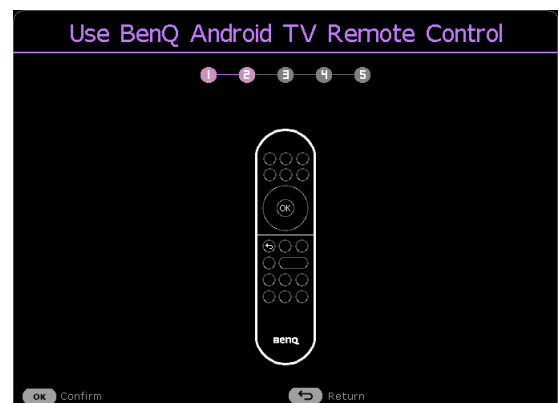 Use BenQ Android TV Remote Control
1 2 3 4 5
OK
BenQ
OK Confirm
Return